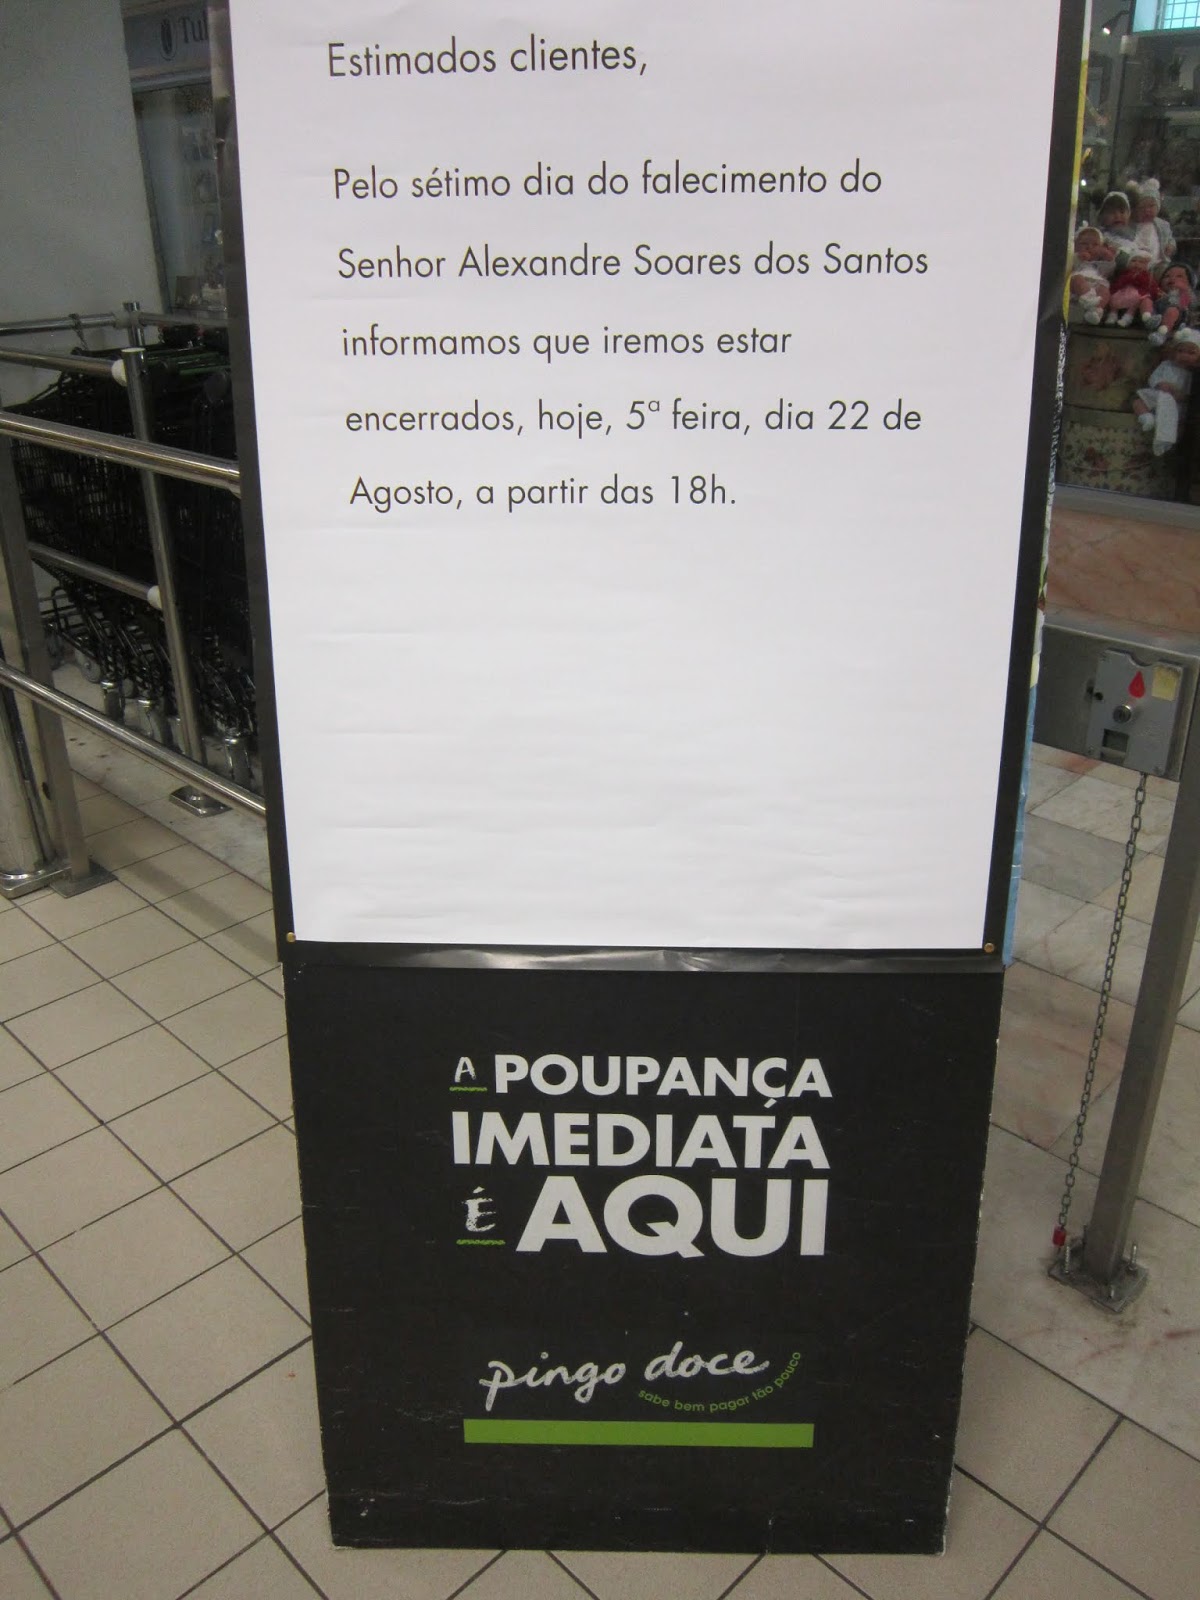 Estimados clientes,
Pelo sétimo dia do falecimento do
Senhor Alexandre Soares dos Santos
informamos que iremos estar
encerrados, hoje, 5ª feira, dia 22 de
Agosto, a partir das 18h.
A POUPANÇA
IMEDIATA
É AQUI
pingo doce
sabe bem pagar tão pouco